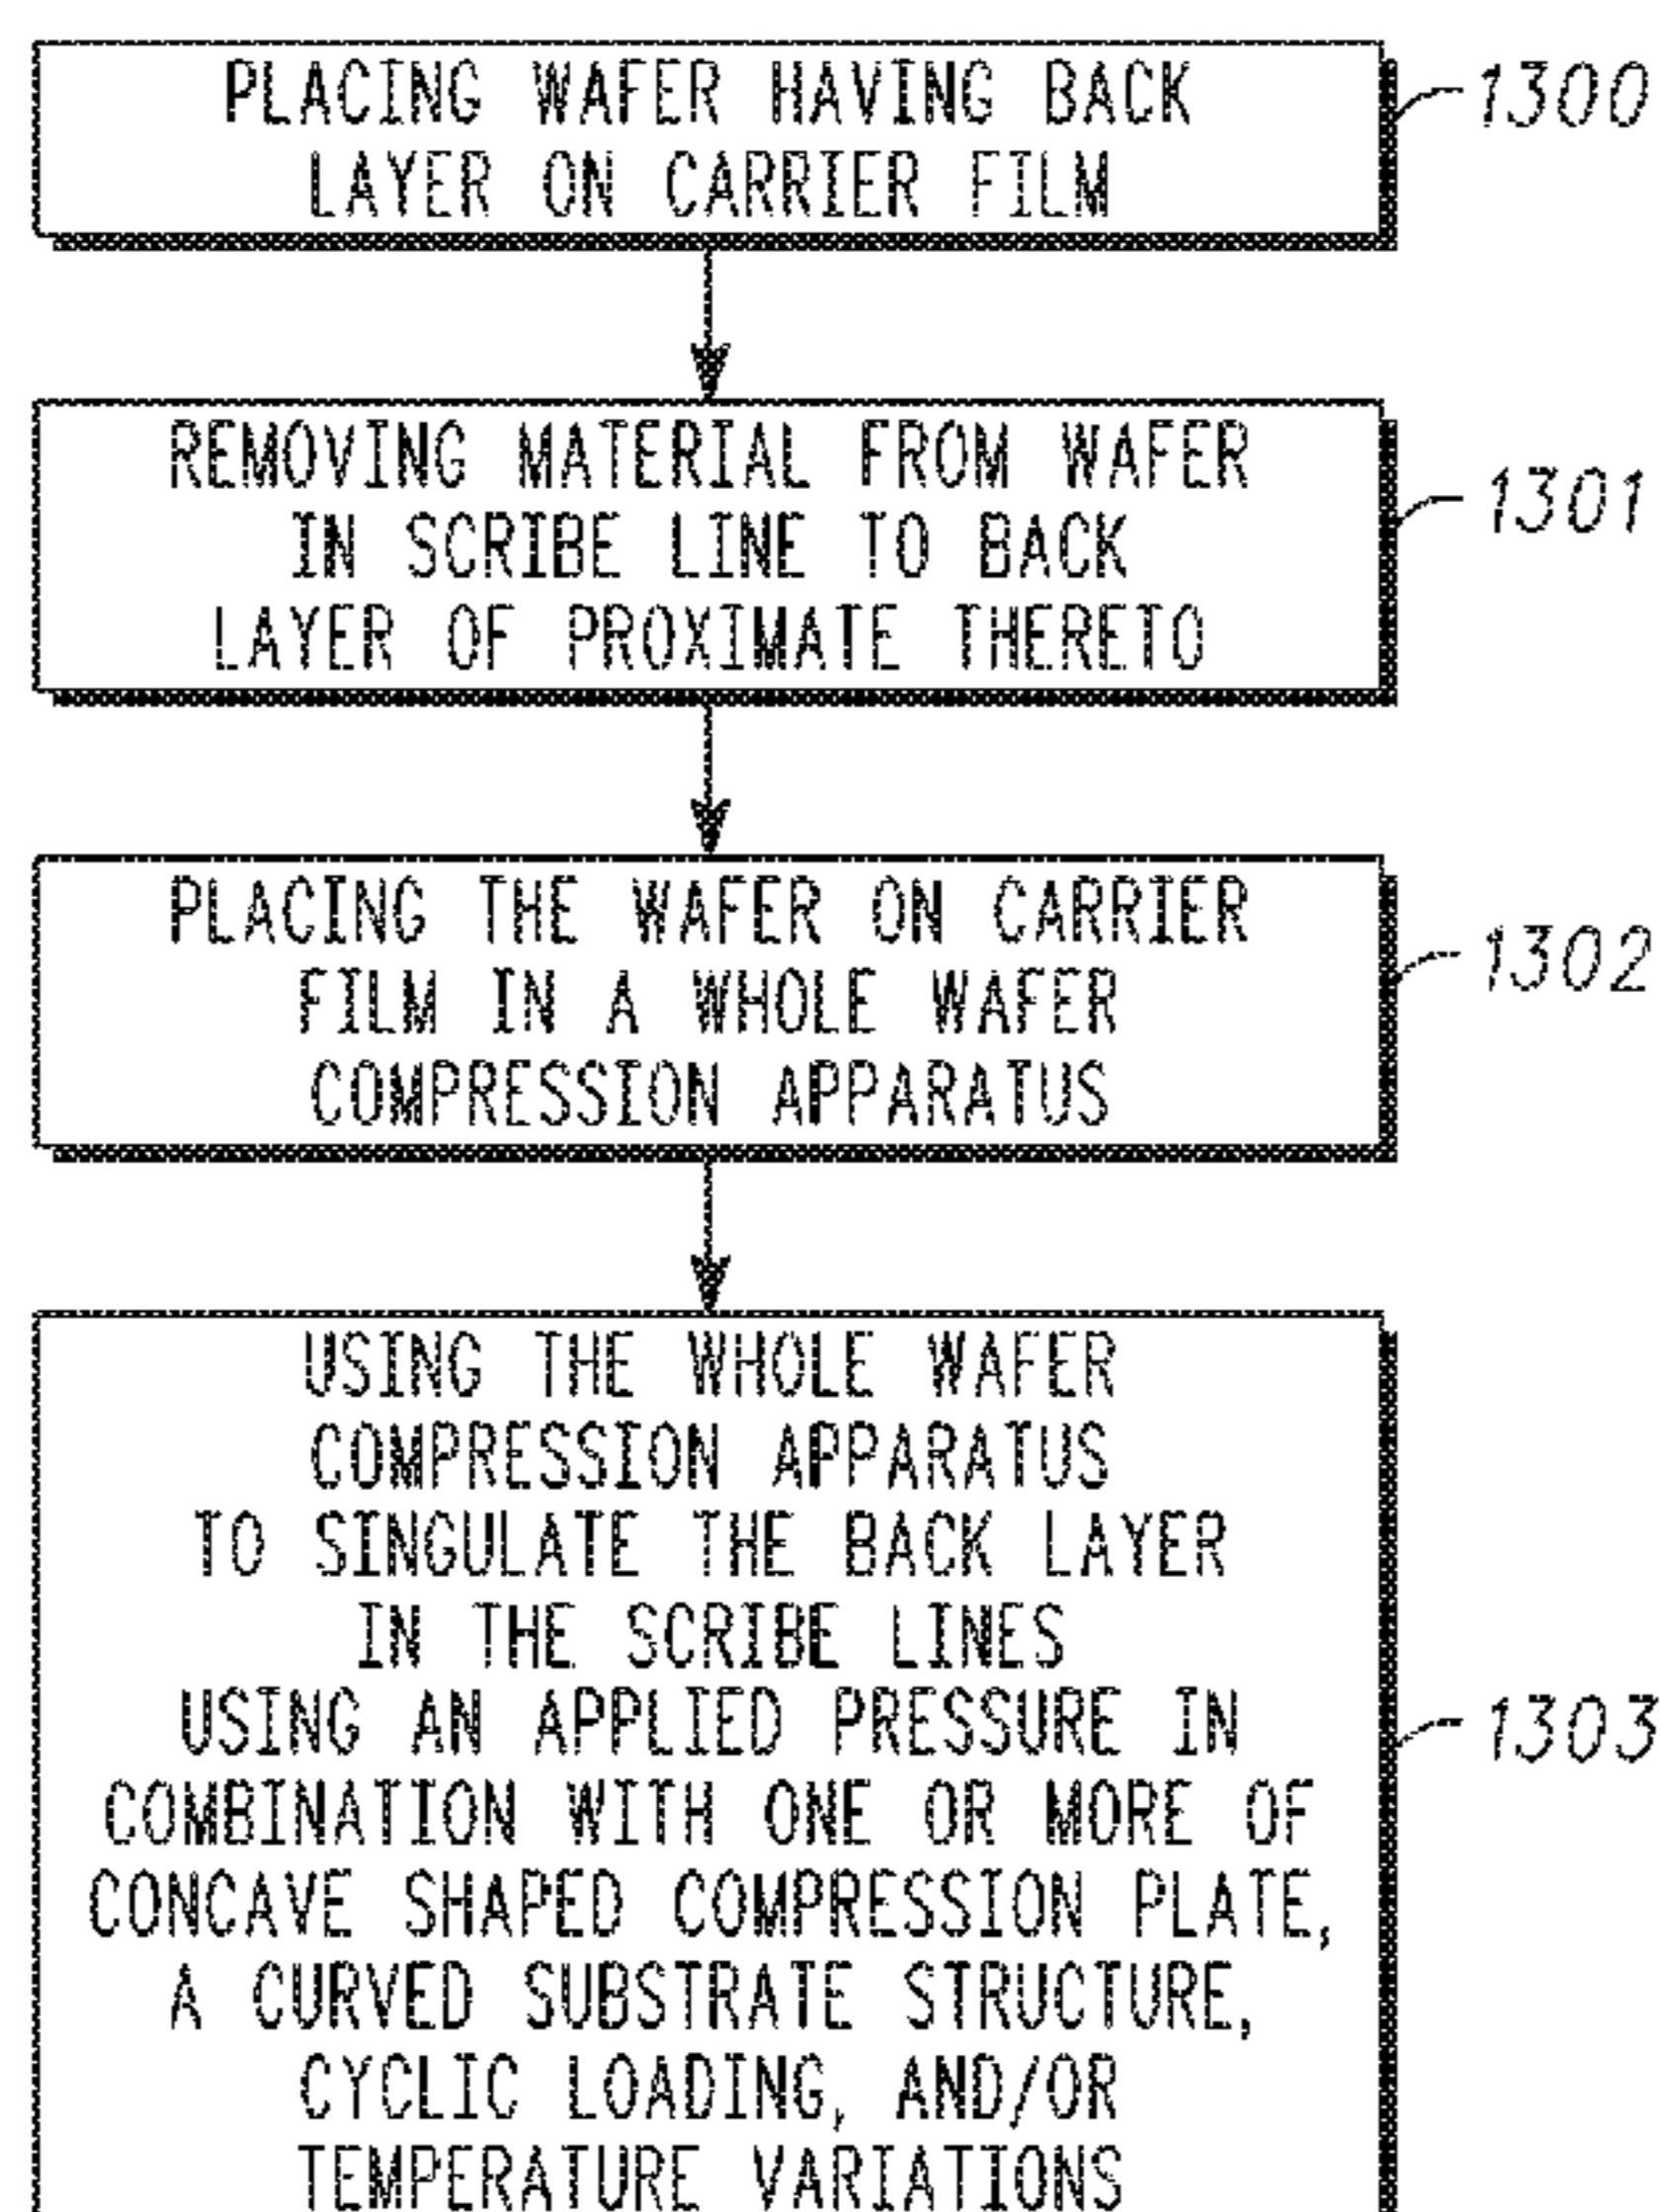 PLACING WAFER HAVING BACK
LAYER ON CARRIER FILM
1300
REMOVING MATERIAL FROM WAFER
IN SCRIBE LINE TO BACK
LAYER OF PROXIMATE THERETO
1301
PLACING THE WAFER ON CARRIER
FILM IN A WHOLE WAFER
COMPRESSION APPARATUS
1302
USING THE WHOLE WAFER
COMPRESSION APPARATUS
TO SINGULATE THE BACK LAYER
IN THE SCRIBE LINES
USING AN APPLIED PRESSURE IN
COMBINATION WITH ONE OR MORE OF
CONCAVE SHAPED COMPRESSION PLATE,
A CURVED SUBSTRATE STRUCTURE,
CYCLIC LOADING, AND/OR
TEMPERATURE VARIATIONS
1303